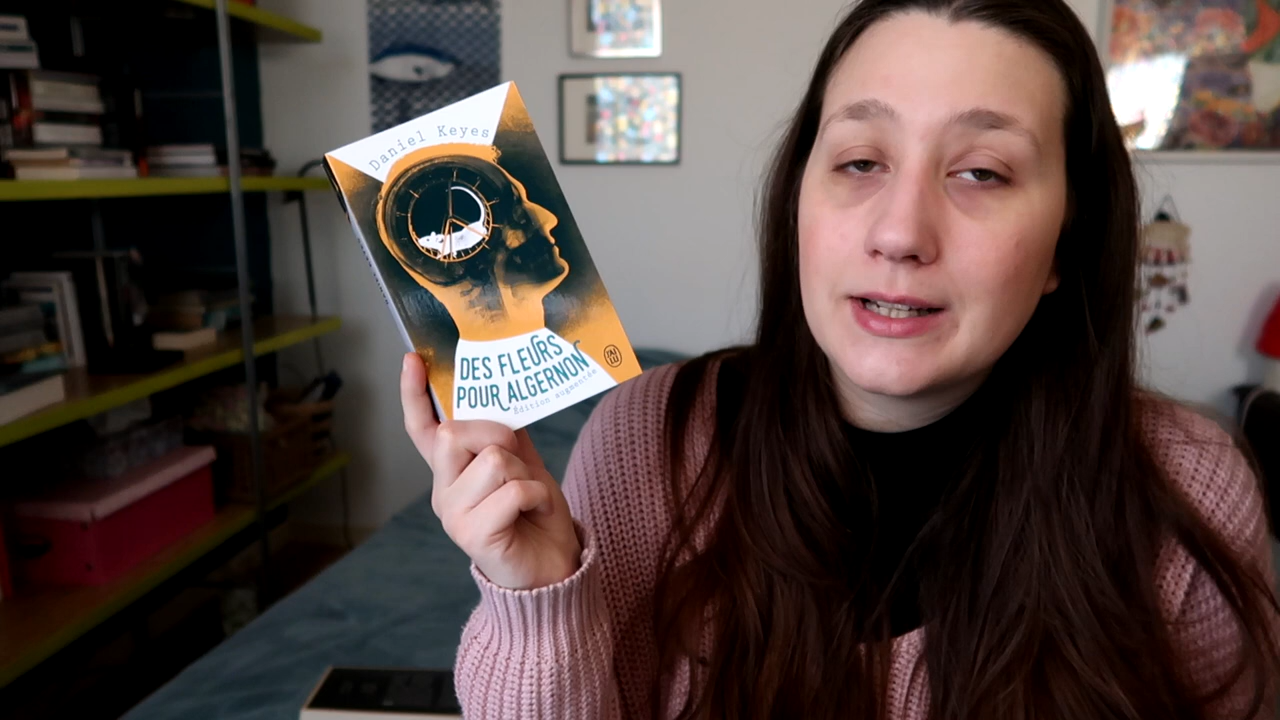 Daniel Keyes
DES FLEURS
POUR ALGERNON
Édition augmentée
J'AI
LU